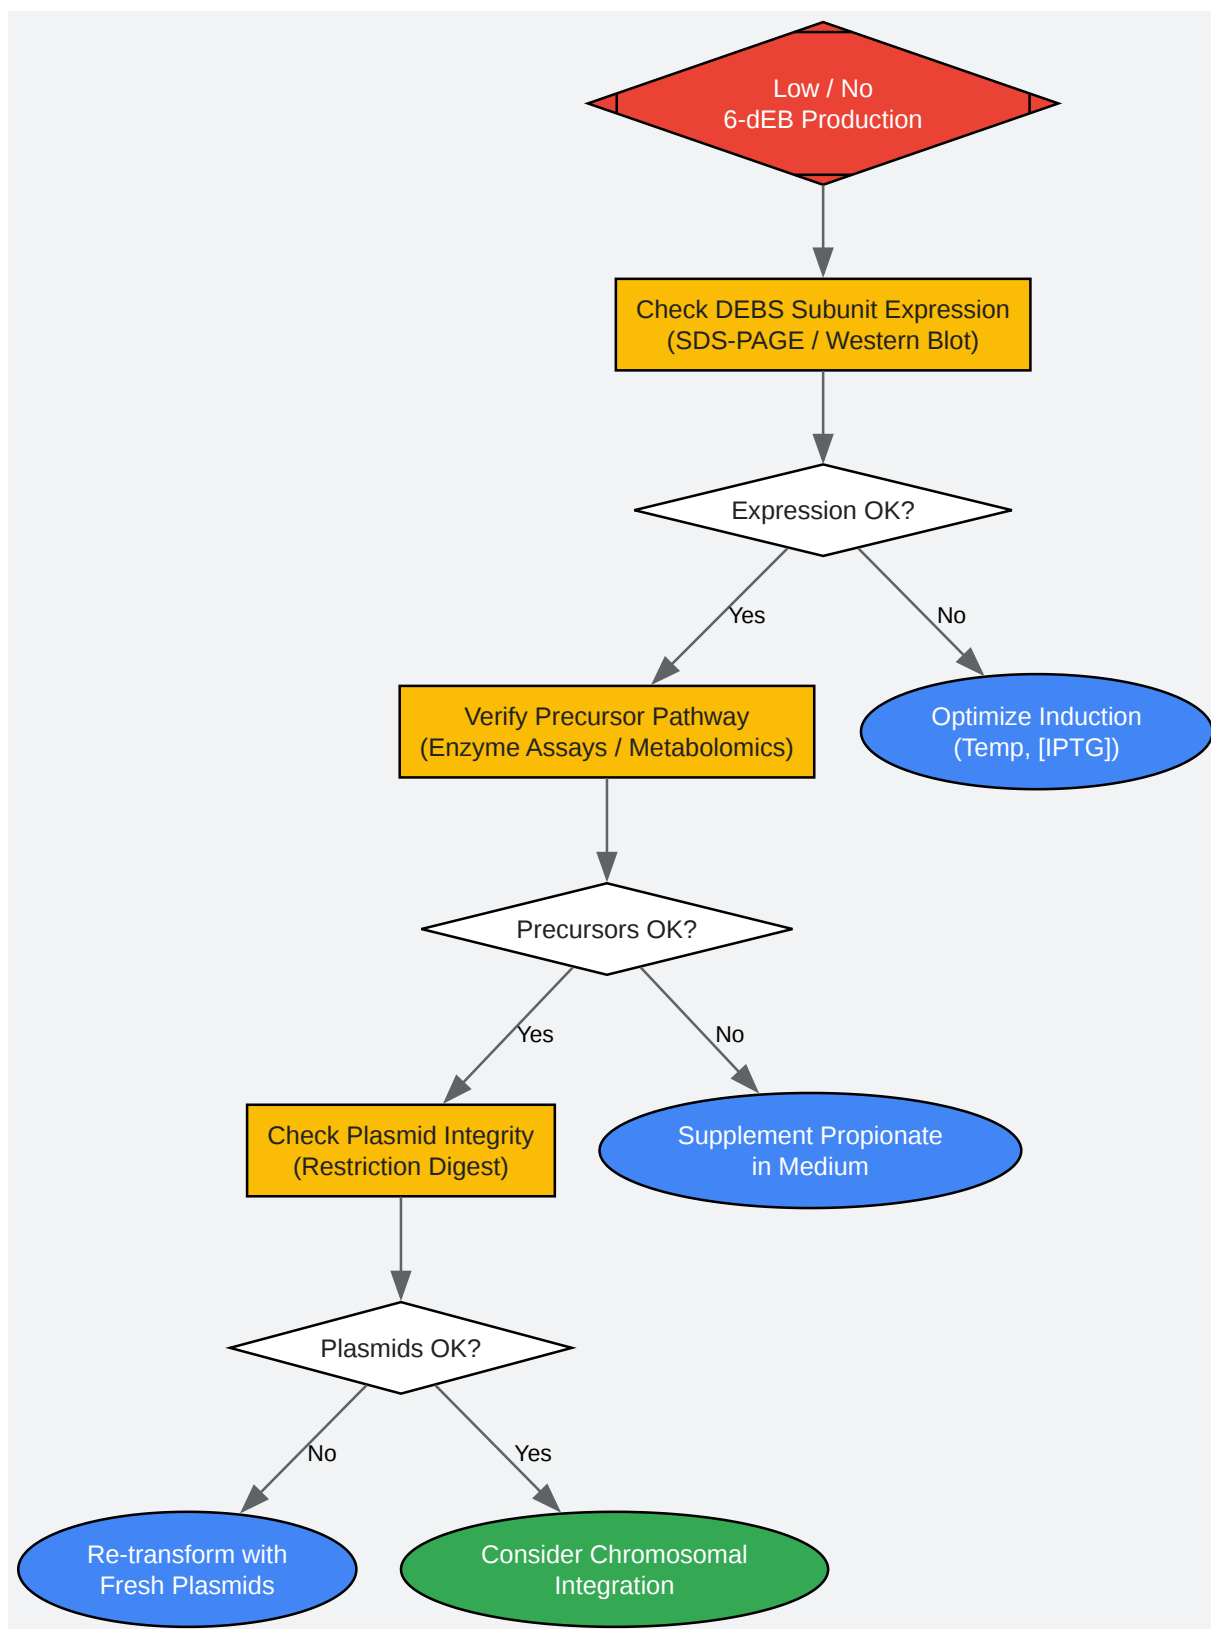 Low / No
6-dEB Production
Check DEBS Subunit Expression
(SDS-PAGE / Western Blot)
Expression OK?
Yes
No
Verify Precursor Pathway
(Enzyme Assays / Metabolomics)
Optimize Induction
(Temp, [IPTG])
Precursors OK?
Yes
No
Check Plasmid Integrity
(Restriction Digest)
Supplement Propionate
in Medium
Plasmids OK?
No
Yes
Re-transform with
Fresh Plasmids
Consider Chromosomal
Integration